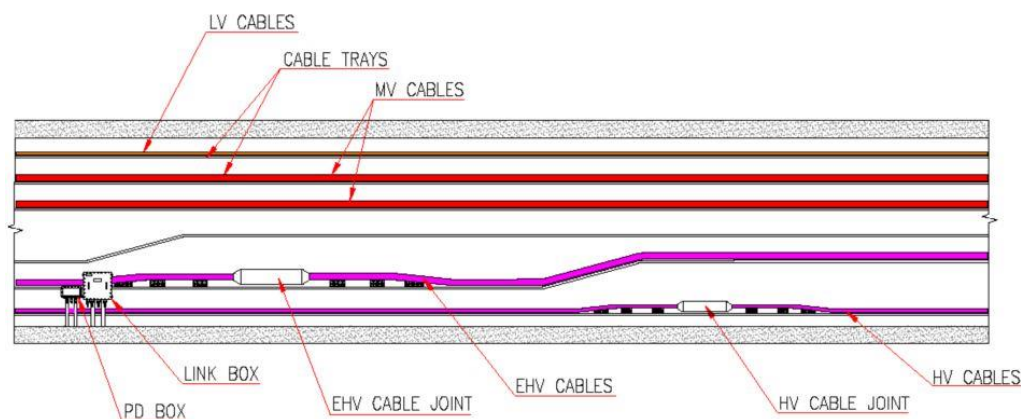 LV CABLES
CABLE TRAYS
MV CABLES
LINK BOX
PD BOX
EHV CABLE JOINT
EHV CABLES
HV CABLE JOINT
HV CABLES